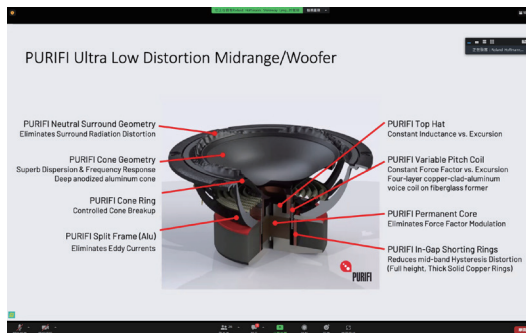 PURIFI Ultra Low Distortion Midrange/Woofer
PURIFI Neutral Surround Geometry
Eliminates Surround Radiation Distortion
PURIFI Cone Geometry
Superb Dispersion & Frequency Response
Deep anodized aluminum cone
PURIFI Cone Ring
Controlled Cone Breakup
PURIFI Split Frame (Alu)
Eliminates Eddy Currents
PURIFI Top Hat
Constant Inductance vs. Excursion
PURIFI Variable Pitch Coil
Constant Force Factor vs. Excursion
Four-layer copper-clad-aluminum
voice coil on fiberglass former
PURIFI Permanent Core
Eliminates Force Factor Modulation
PURIFI In-Gap Shorting Rings
Reduces mid-band Hysteresis Distortion
(Full height, Thick Solid Copper Rings)
PURIFI